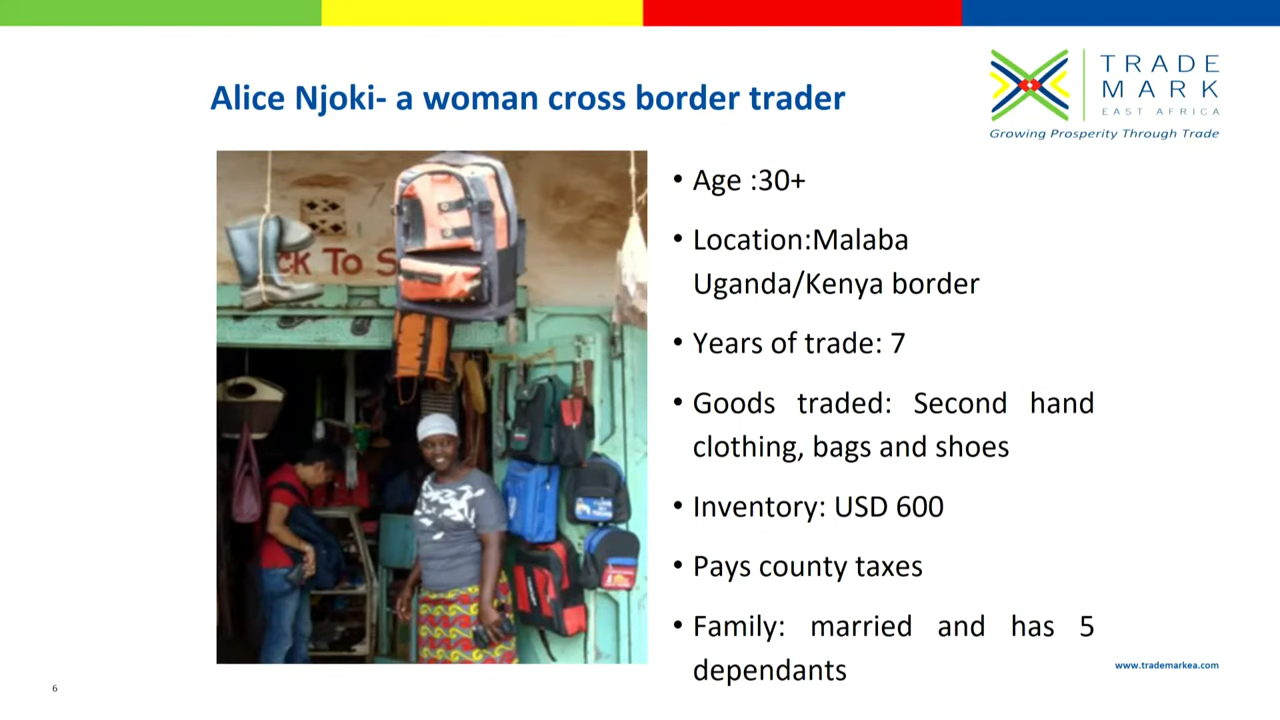 Alice Njoki- a woman cross border trader
TRADE
MARK
EAST AFRICA
Growing Prosperity Through Trade
CK TO S
• Age :30+
• Location:Malaba
Uganda/Kenya border
• Years of trade: 7
• Goods traded: Second hand
clothing, bags and shoes
• Inventory: USD 600
• Pays county taxes
• Family: married and has 5
dependants
www.trademarkea.com
6